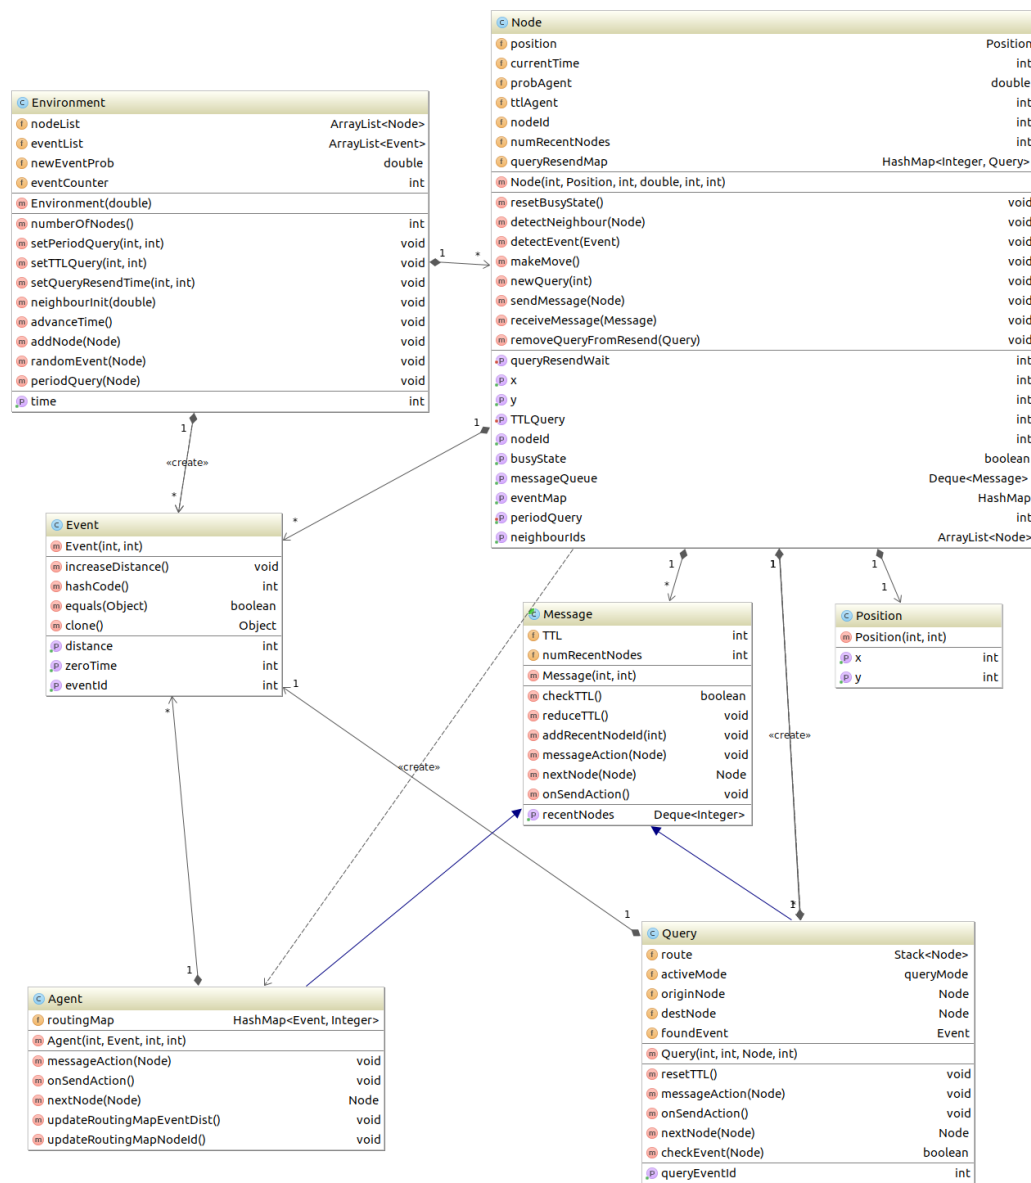 Node
position Position
currentTime int
probAgent double
ttlAgent int
nodeId int
numRecentNodes int
queryResendMap HashMap<Integer, Query>
Node(int, Position, int, double, int, int)
resetBusyState() void
detectNeighbour(Node) void
detectEvent(Event) void
makeMove() void
newQuery(int) void
sendMessage(Node) void
receiveMessage(Message) void
removeQueryFromResend(Query) void
queryResendWait int
x int
y int
TTLQuery int
nodeId int
busyState boolean
messageQueue Deque<Message>
eventMap HashMap
periodQuery int
neighbourIds ArrayList<Node>
Environment
nodeList ArrayList<Node>
eventList ArrayList<Event>
newEventProb double
eventCounter int
Environment(double)
numberOfNodes() int
setPeriodQuery(int, int) void
setTTLQuery(int, int) void
setQueryResendTime(int, int) void
neighbourInit(double) void
advanceTime() void
addNode(Node) void
randomEvent(Node) void
periodQuery(Node) void
time int
1 *
1
«create»
*
1
*
Event
Event(int, int)
increaseDistance() void
hashCode() int
equals(Object) boolean
clone() Object
distance int
zeroTime int
eventId int
1
*
1
1
1
1
Message
TTL int
numRecentNodes int
Message(int, int)
checkTTL() boolean
reduceTTL() void
addRecentNodeId(int) void
messageAction(Node) void
nextNode(Node) Node
onSendAction() void
recentNodes Deque<Integer>
Position
Position(int, int)
x int
y int
«create»
«create»
*
1
1
1
Agent
routingMap HashMap<Event, Integer>
Agent(int, Event, int, int)
messageAction(Node) void
onSendAction() void
nextNode(Node) Node
updateRoutingMapEventDist() void
updateRoutingMapNodeId() void
Query
route Stack<Node>
activeMode queryMode
originNode Node
destNode Node
foundEvent Event
Query(int, int, Node, int)
resetTTL() void
messageAction(Node) void
onSendAction() void
nextNode(Node) Node
checkEvent(Node) boolean
queryEventId int